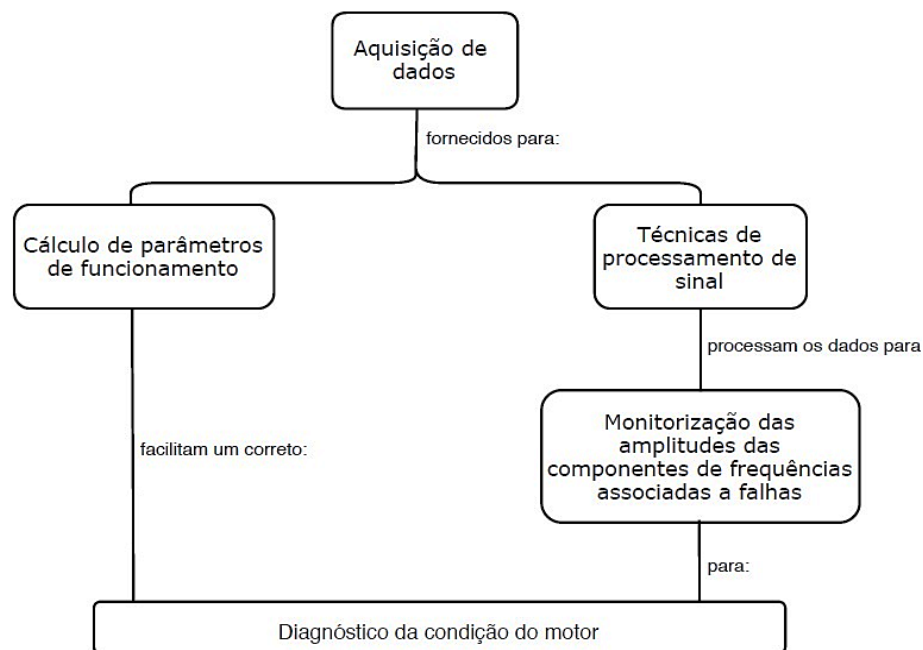 Aquisição de
dados
fornecidos para:
Cálculo de parâmetros
de funcionamento
Técnicas de
processamento de
sinal
processam os dados para
facilitam um correto:
Monitorização das
amplitudes das
componentes de frequências
associadas a falhas
para:
Diagnóstico da condição do motor